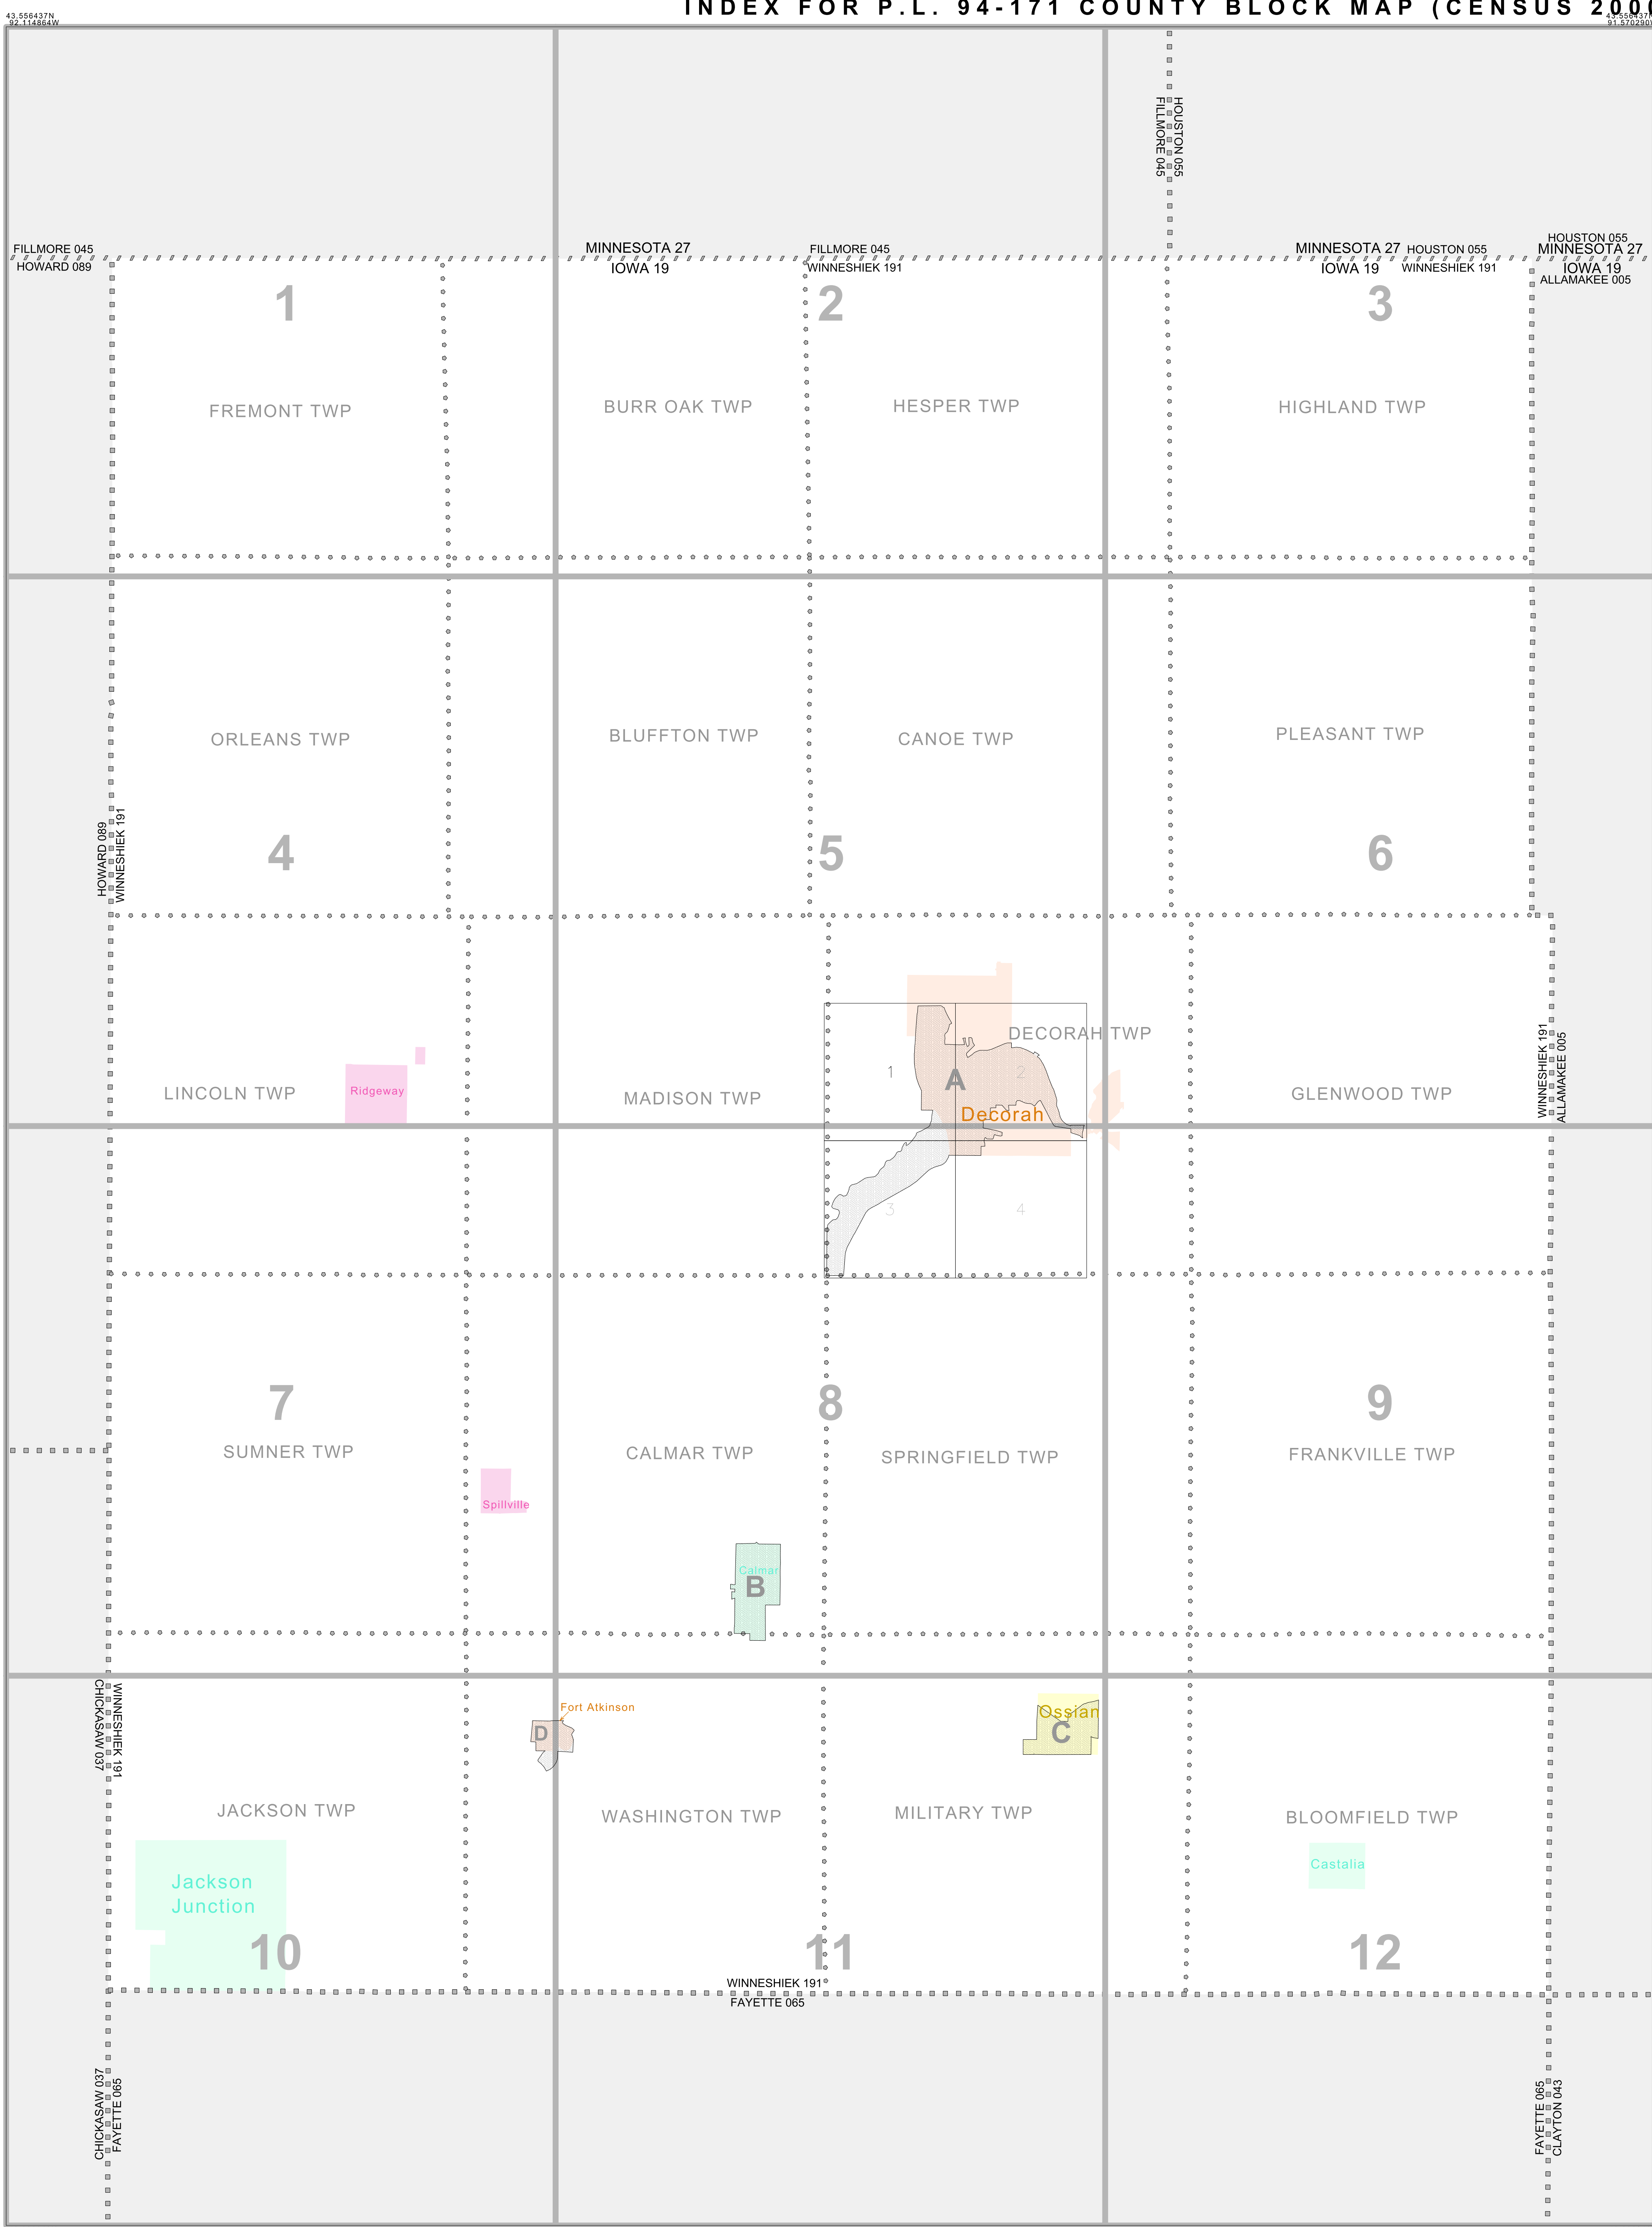 INDEX FOR P.L. 94-171 COUNTY BLOCK MAP (CENSUS 2000
43.556437N
92.114864W
43.556437N
91.570290W
HOUSTON 055
FILLMORE 045
FILLMORE 045
HOWARD 089
MINNESOTA 27
IOWA 19
FILLMORE 045
WINNESHIEK 191
MINNESOTA 27
IOWA 19
HOUSTON 055
WINNESHIEK 191
HOUSTON 055
MINNESOTA 27
IOWA 19
ALLAMAKEE 005
1
2
3
FREMONT TWP
BURR OAK TWP
HESPER TWP
HIGHLAND TWP
ORLEANS TWP
BLUFFTON TWP
CANOE TWP
PLEASANT TWP
HOWARD 089
WINNESHIEK 191
4
5
6
DECORAH TWP
1
A
2
Decorah
LINCOLN TWP
Ridgeway
MADISON TWP
GLENWOOD TWP
WINNESHIEK 191
ALLAMAKEE 005
3
4
7
8
9
SUMNER TWP
CALMAR TWP
SPRINGFIELD TWP
FRANKVILLE TWP
Spillville
Calmar
B
WINNESHIEK 191
CHICKASAW 037
Fort Atkinson
D
Ossian
C
JACKSON TWP
WASHINGTON TWP
MILITARY TWP
BLOOMFIELD TWP
Jackson
Junction
Castalia
10
11
12
WINNESHIEK 191
FAYETTE 065
CHICKASAW 037
FAYETTE 065
FAYETTE 065
CLAYTON 043